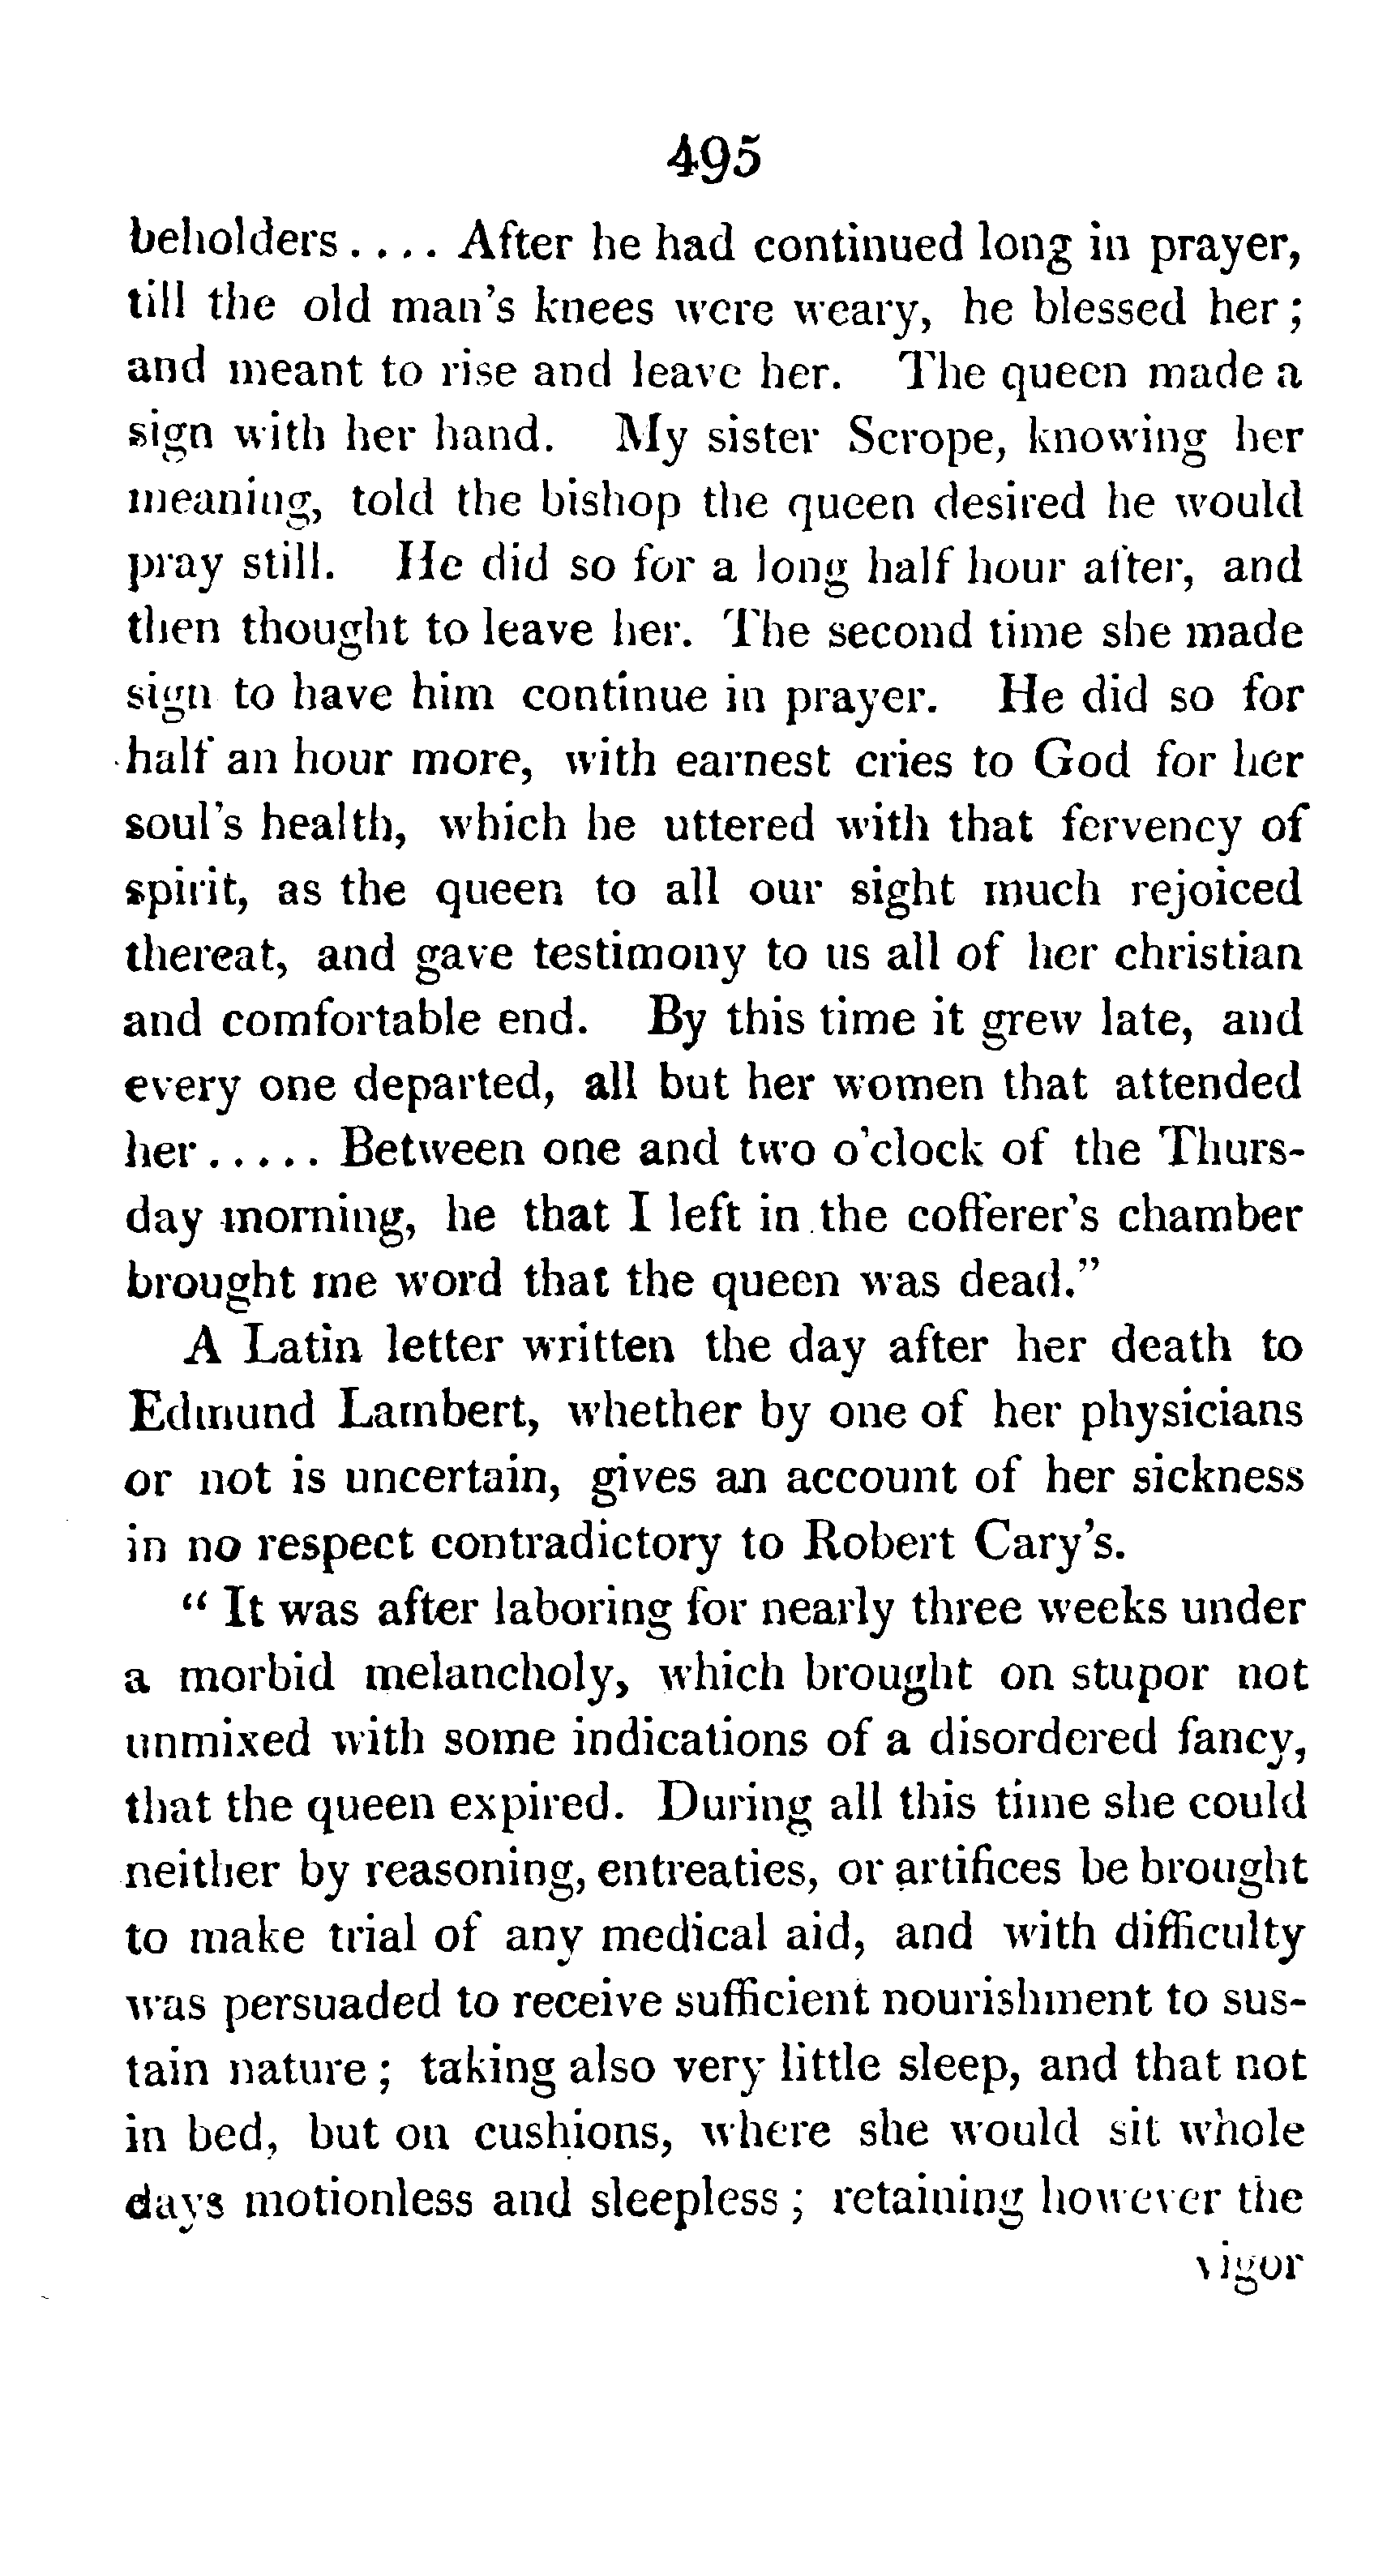 495
beholders . . . . After he had continued long in prayer,
till the old man's knees were weary, he blessed her;
and meant to rise and leave her. The queen made a
sign with her hand. My sister Scrope, knowing her
meaning, told the bishop the queen desired he would
pray still. He did so for a long half hour after, and
then thought to leave her. The second time she made
sign to have him continue in prayer. He did so for
half an hour more, with earnest cries to God for her
soul's health, which he uttered with that fervency of
spirit, as the queen to all our sight much rejoiced
thereat, and gave testimony to us all of her christian
and comfortable end. By this time it grew late, and
every one departed, all but her women that attended
her . . . . . Between one and two o'clock of the Thurs-
day morning, he that I left in the cofferer's chamber
brought me word that the queen was dead."
A Latin letter written the day after her death to
Edmund Lambert, whether by one of her physicians
or not is uncertain, gives an account of her sickness
in no respect contradictory to Robert Cary's.
"It was after laboring for nearly three weeks under
a morbid melancholy, which brought on stupor not
unmixed with some indications of a disordered fancy,
that the queen expired. During all this time she could
neither by reasoning, entreaties, or artifices be brought
to make trial of any medical aid, and with difficulty
was persuaded to receive sufficient nourishment to sus-
tain nature; taking also very little sleep, and that not
in bed, but on cushions, where she would sit whole
days motionless and sleepless; retaining however the
vigor